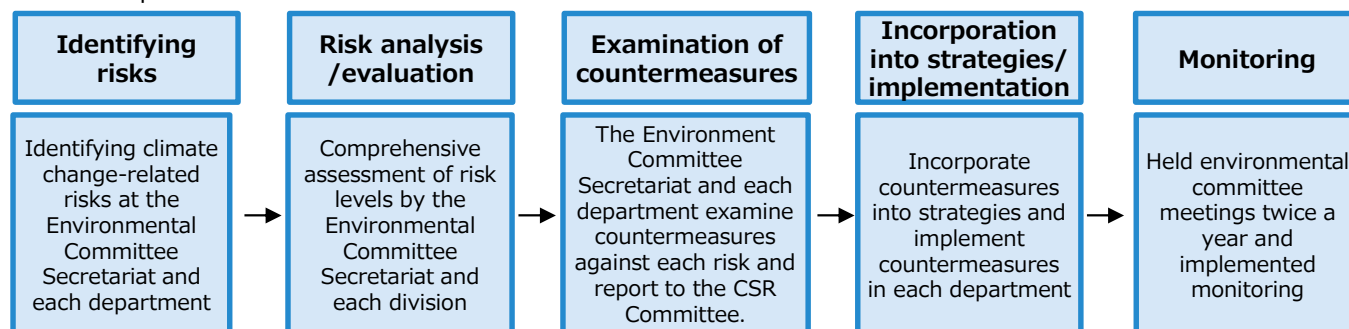 Identifying
risks
Risk analysis
/evaluation
Examination of
countermeasures
Incorporation
into strategies/
implementation
Monitoring
Identifying climate
change-related
risks at the
Environmental
Committee
Secretariat and
each department
Comprehensive
assessment of risk
levels by the
Environmental
Committee
Secretariat and
each division
The Environment
Committee
Secretariat and each
department examine
countermeasures
against each risk and
report to the CSR
Committee.
Incorporate
countermeasures
into strategies and
implement
countermeasures
in each department
Held environmental
committee
meetings twice a
year and
implemented
monitoring